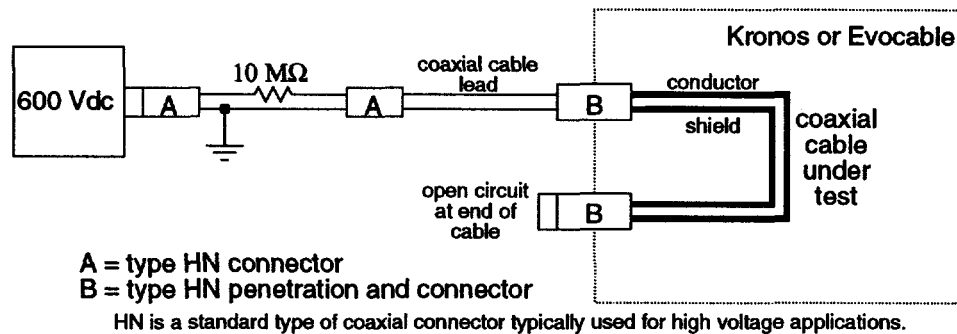 Kronos or Evocable
600 Vdc
A
10 MΩ
A
coaxial cable
lead
B
conductor
shield
coaxial
cable
under
test
open circuit
at end of
cable
B
A = type HN connector
B = type HN penetration and connector
HN is a standard type of coaxial connector typically used for high voltage applications.